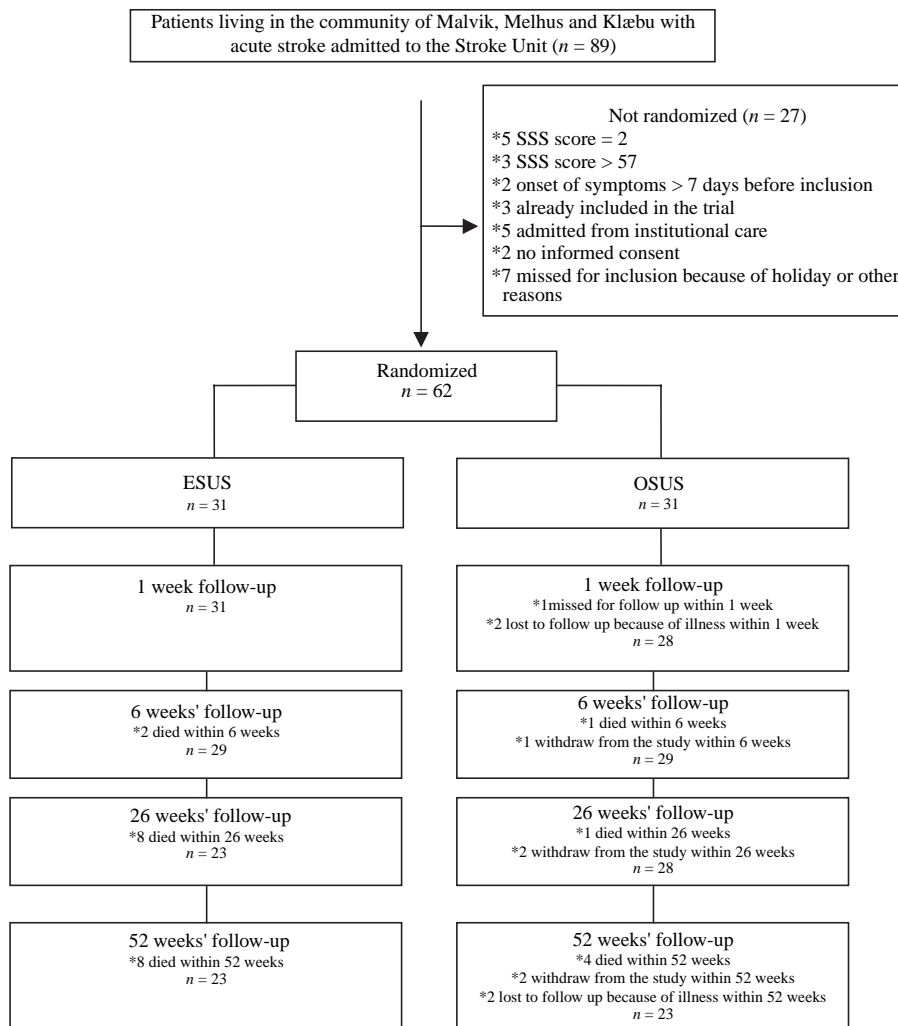 Patients living in the community of Malvik, Melhus and Klæbu with
acute stroke admitted to the Stroke Unit (n = 89)
Not randomized (n = 27)
*5 SSS score = 2
*3 SSS score > 57
*2 onset of symptoms > 7 days before inclusion
*3 already included in the trial
*5 admitted from institutional care
*2 no informed consent
*7 missed for inclusion because of holiday or other
reasons
Randomized
n = 62
ESUS
n = 31
OSUS
n = 31
1 week follow-up
n = 31
1 week follow-up
*1missed for follow up within 1 week
*2 lost to follow up because of illness within 1 week
n = 28
6 weeks' follow-up
*2 died within 6 weeks
n = 29
6 weeks' follow-up
*1 died within 6 weeks
*1 withdraw from the study within 6 weeks
n = 29
26 weeks' follow-up
*8 died within 26 weeks
n = 23
26 weeks' follow-up
*1 died within 26 weeks
*2 withdraw from the study within 26 weeks
n = 28
52 weeks' follow-up
*8 died within 52 weeks
n = 23
52 weeks' follow-up
*4 died within 52 weeks
*2 withdraw from the study within 52 weeks
*2 lost to follow up because of illness within 52 weeks
n = 23